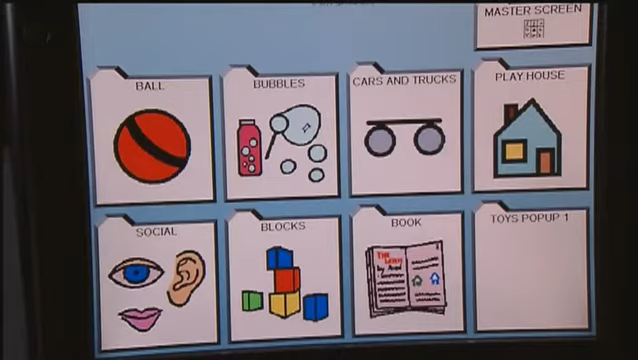 MASTER SCREEN
BALL
BUBBLES
CARS AND TRUCKS
PLAY HOUSE
SOCIAL
BLOCKS
BOOK
TOYS POPUP 1